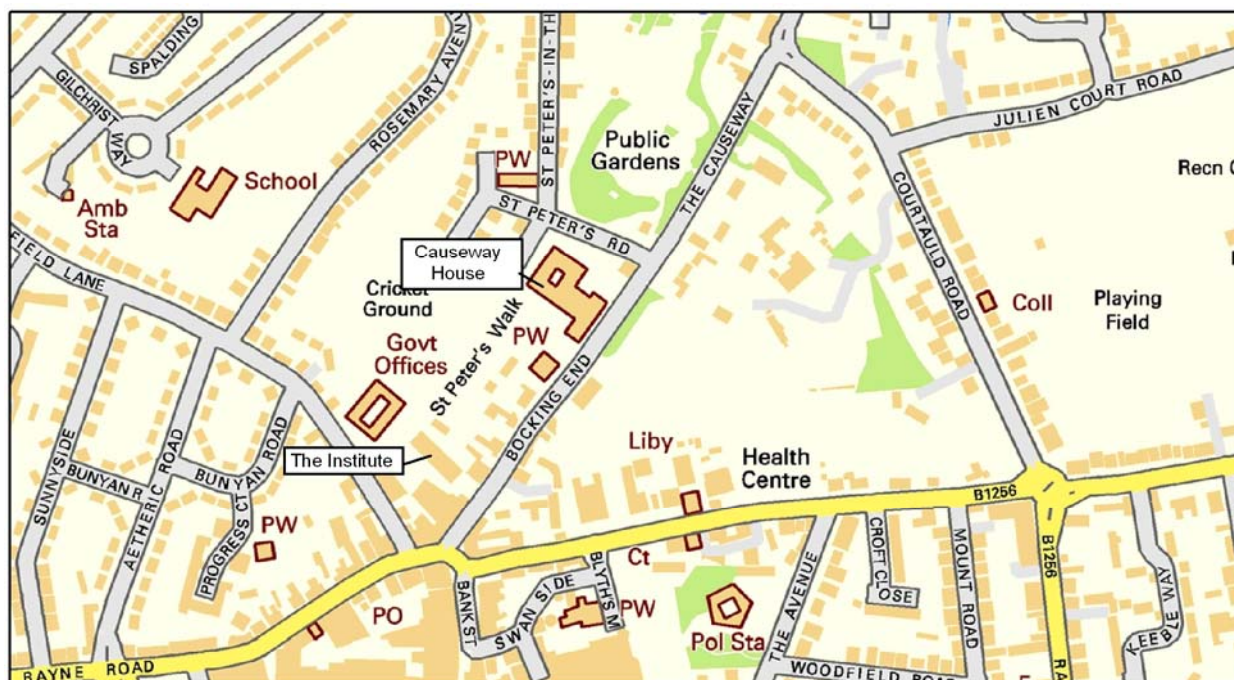 SPALDING
GILCHRIST
WAY
ROSEMARY AVEN
ST PETER'S-IN-TH
Public
Gardens
THE CAUSEWAY
JULIEN COURT ROAD
Recn
School
Amb
Sta
PW
ST PETER'S RD
COURTAULD ROAD
FIELD LANE
Causeway
House
Cricket
Ground
St Peter's Walk
Coll
Playing
Field
Govt
Offices
PW
BOCKING END
The Institute
Liby
Health
Centre
SUNNYSIDE
BUNYAN R
AETHERIC ROAD
BUNYAN ROAD
PROGRESS CT
PW
B1256
B1256
Ct
BLYTH'S M
SWAN SIDE
BANK ST
PW
Pol Sta
THE AVENUE
CROFT CLOSE
MOUNT ROAD
KEEBLE WAY
PO
RAYNE ROAD
WOODFIELD ROA
RA